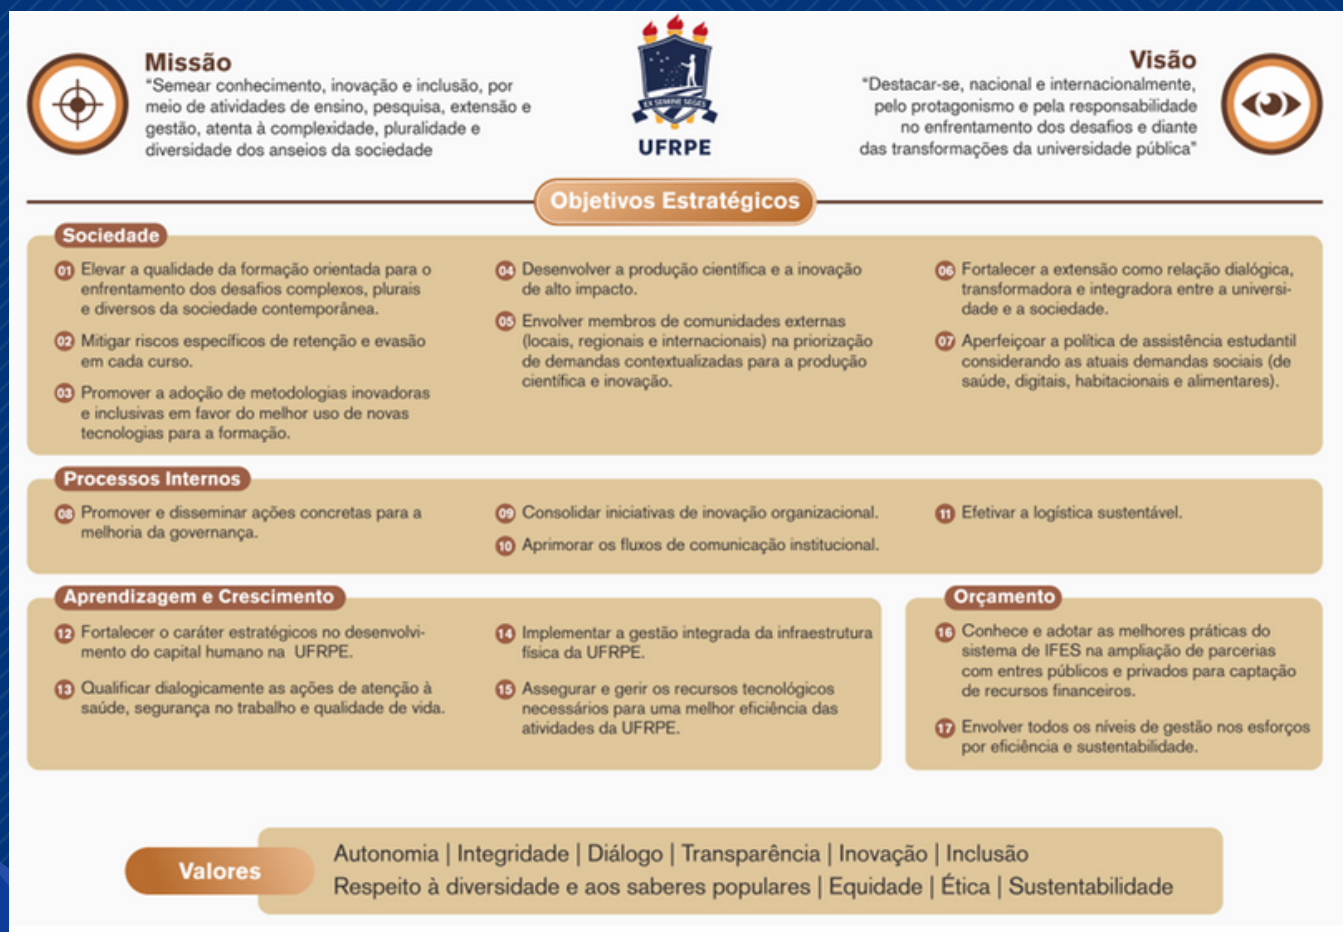 Missão
"Semear conhecimento, inovação e inclusão, por
meio de atividades de ensino, pesquisa, extensão e
gestão, atenta à complexidade, pluralidade e
diversidade dos anseios da sociedade
EX SEMINE SEGES
UFRPE
Visão
"Destacar-se, nacional e internacionalmente,
pelo protagonismo e pela responsabilidade
no enfrentamento dos desafios e diante
das transformações da universidade pública"
Objetivos Estratégicos
Sociedade
01 Elevar a qualidade da formação orientada para o
enfrentamento dos desafios complexos, plurais
e diversos da sociedade contemporânea.
02 Mitigar riscos específicos de retenção e evasão
em cada curso.
03 Promover a adoção de metodologias inovadoras
e inclusivas em favor do melhor uso de novas
tecnologias para a formação.
04 Desenvolver a produção científica e a inovação
de alto impacto.
05 Envolver membros de comunidades externas
(locais, regionais e internacionais) na priorização
de demandas contextualizadas para a produção
científica e inovação.
06 Fortalecer a extensão como relação dialógica,
transformadora e integradora entre a universi-
dade e a sociedade.
07 Aperfeiçoar a política de assistência estudantil
considerando as atuais demandas sociais (de
saúde, digitais, habitacionais e alimentares).
Processos Internos
08 Promover e disseminar ações concretas para a
melhoria da governança.
09 Consolidar iniciativas de inovação organizacional.
10 Aprimorar os fluxos de comunicação institucional.
11 Efetivar a logística sustentável.
Aprendizagem e Crescimento
12 Fortalecer o caráter estratégicos no desenvolvi-
mento do capital humano na UFRPE.
13 Qualificar dialogicamente as ações de atenção à
saúde, segurança no trabalho e qualidade de vida.
14 Implementar a gestão integrada da infraestrutura
física da UFRPE.
15 Assegurar e gerir os recursos tecnológicos
necessários para uma melhor eficiência das
atividades da UFRPE.
Orçamento
16 Conhece e adotar as melhores práticas do
sistema de IFES na ampliação de parcerias
com entres públicos e privados para captação
de recursos financeiros.
17 Envolver todos os níveis de gestão nos esforços
por eficiência e sustentabilidade.
Valores
Autonomia | Integridade | Diálogo | Transparência | Inovação | Inclusão
Respeito à diversidade e aos saberes populares | Equidade | Ética | Sustentabilidade